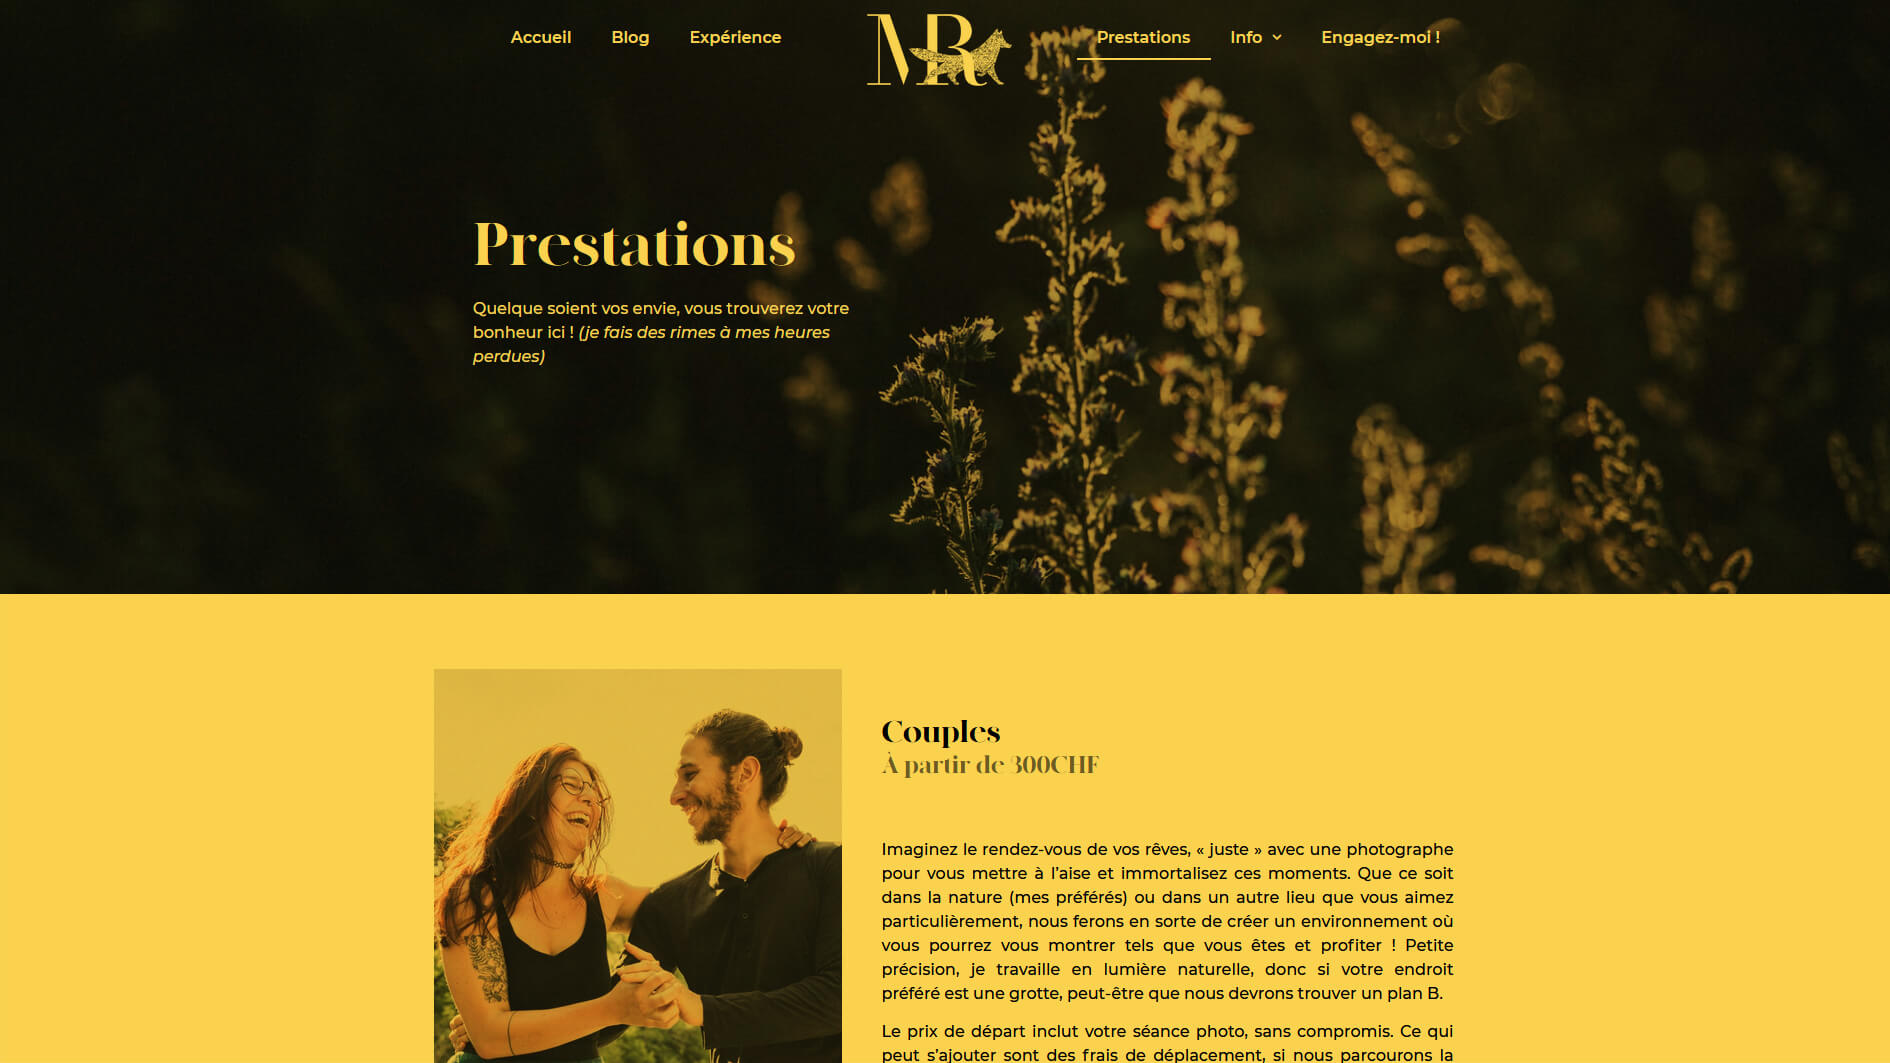 Accueil
Blog
Expérience
MR
Prestations
Info
Engagez-moi !
Prestations
Quelque soient vos envie, vous trouverez votre
bonheur ici ! (je fais des rimes à mes heures
perdues)
Couples
À partir de 300CHF
Imaginez le rendez-vous de vos rêves, « juste » avec une photographe
pour vous mettre à l’aise et immortalisez ces moments. Que ce soit
dans la nature (mes préférés) ou dans un autre lieu que vous aimez
particulièrement, nous ferons en sorte de créer un environnement où
vous pourrez vous montrer tels que vous êtes et profiter ! Petite
précision, je travaille en lumière naturelle, donc si votre endroit
préféré est une grotte, peut-être que nous devrons trouver un plan B.
Le prix de départ inclut votre séance photo, sans compromis. Ce qui
peut s’ajouter sont des frais de déplacement, si nous parcourons la